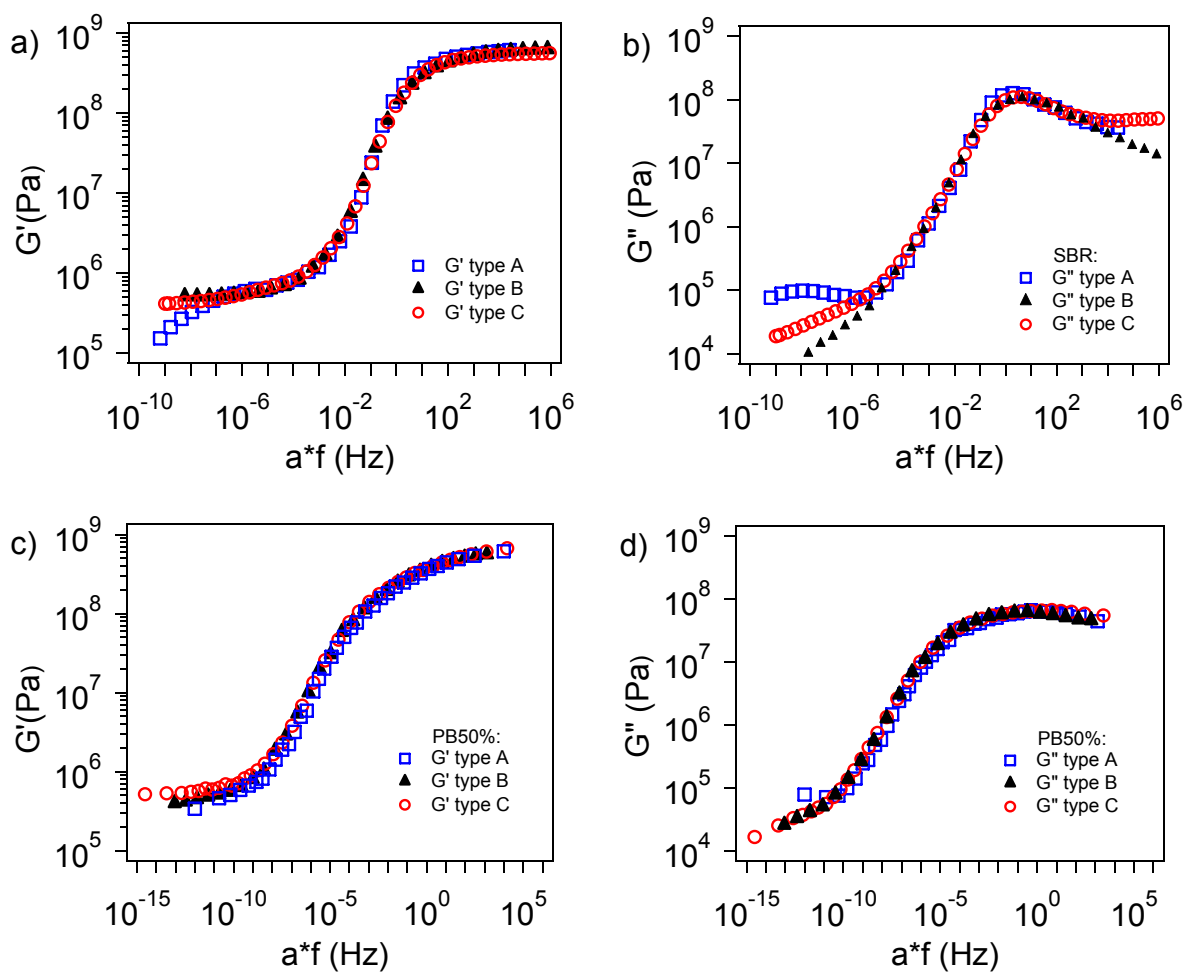 a)
G'(Pa)
10^9
10^8
10^7
10^6
10^5
G' type A
G' type B
G' type C
10^-10 10^-6 10^-2 10^2 10^6
a*f (Hz)
b)
G" (Pa)
10^9
10^8
10^7
10^6
10^5
10^4
SBR:
G" type A
G" type B
G" type C
10^-10 10^-6 10^-2 10^2 10^6
a*f (Hz)
c)
G'(Pa)
10^9
10^8
10^7
10^6
10^5
PB50%:
G' type A
G' type B
G' type C
10^-15 10^-10 10^-5 10^0 10^5
a*f (Hz)
d)
G" (Pa)
10^9
10^8
10^7
10^6
10^5
10^4
PB50%:
G" type A
G" type B
G" type C
10^-15 10^-10 10^-5 10^0 10^5
a*f (Hz)